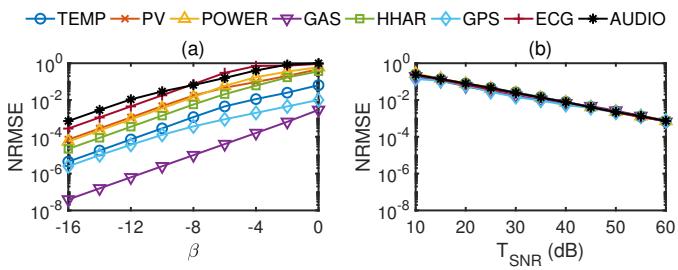 TEMP PV POWER GAS HHAR GPS ECG AUDIO
(a) (b)
NRMSE
10^0
10^-2
10^-4
10^-6
10^-8
-16 -12 -8 -4 0
β
NRMSE
10^0
10^-2
10^-4
10^-6
10^-8
10 20 30 40 50 60
T_SNR (dB)